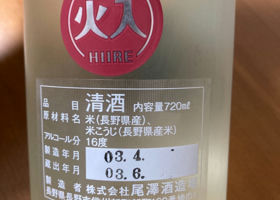 火入
HIIRE
品目 清酒 内容量720ml
原材料名 米(長野県産)、
米こうじ(長野県産米)
アルコール分 16度
製造年月 03.4.
蔵出年月 03.6.
製造者 株式会社尾澤酒造場